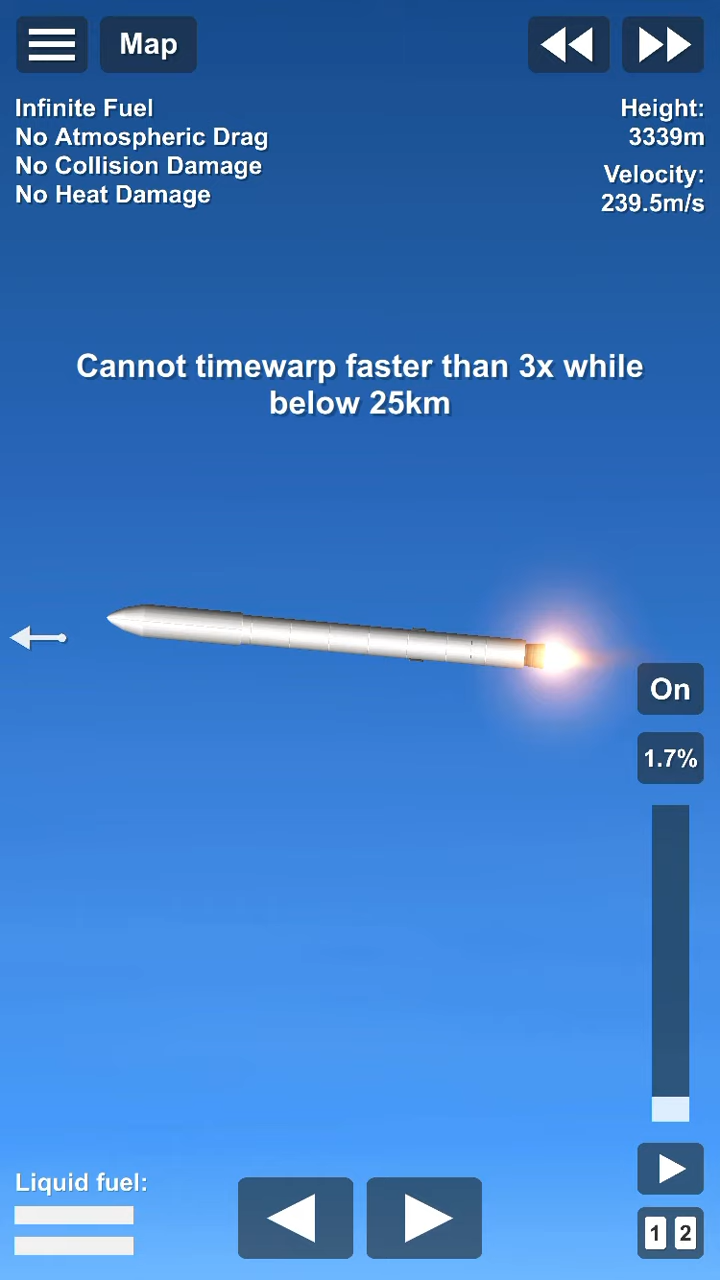 Map
Infinite Fuel
No Atmospheric Drag
No Collision Damage
No Heat Damage
Height:
3339m
Velocity:
239.5m/s
Cannot timewarp faster than 3x while
below 25km
On
1.7%
Liquid fuel:
1 2